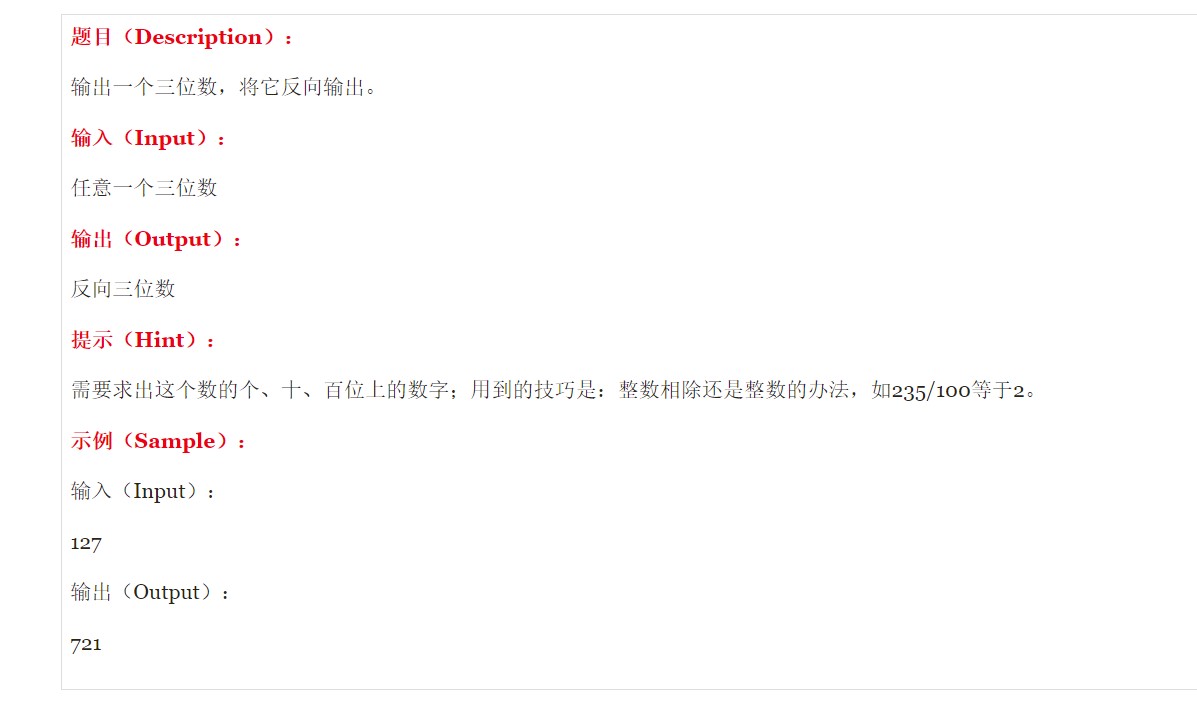 题目（Description）：
输出一个三位数，将它反向输出。
输入（Input）：
任意一个三位数
输出（Output）：
反向三位数
提示（Hint）：
需要求出这个数的个、十、百位上的数字；用到的技巧是：整数相除还是整数的办法，如235/100等于2。
示例（Sample）：
输入（Input）：
127
输出（Output）：
721